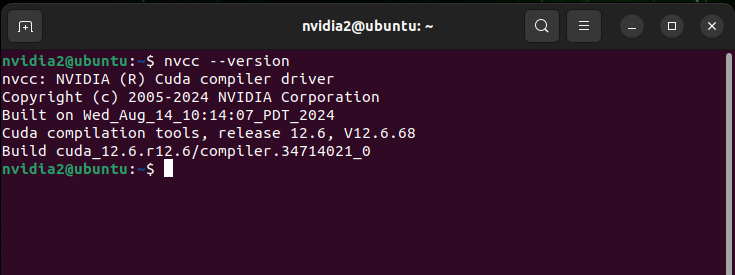 nvidia2@ubuntu: ~
nvidia2@ubuntu:~$ nvcc --version
nvcc: NVIDIA (R) Cuda compiler driver
Copyright (c) 2005-2024 NVIDIA Corporation
Built on Wed_Aug_14_10:14:07_PDT_2024
Cuda compilation tools, release 12.6, V12.6.68
Build cuda_12.6.r12.6/compiler.34714021_0
nvidia2@ubuntu:~$